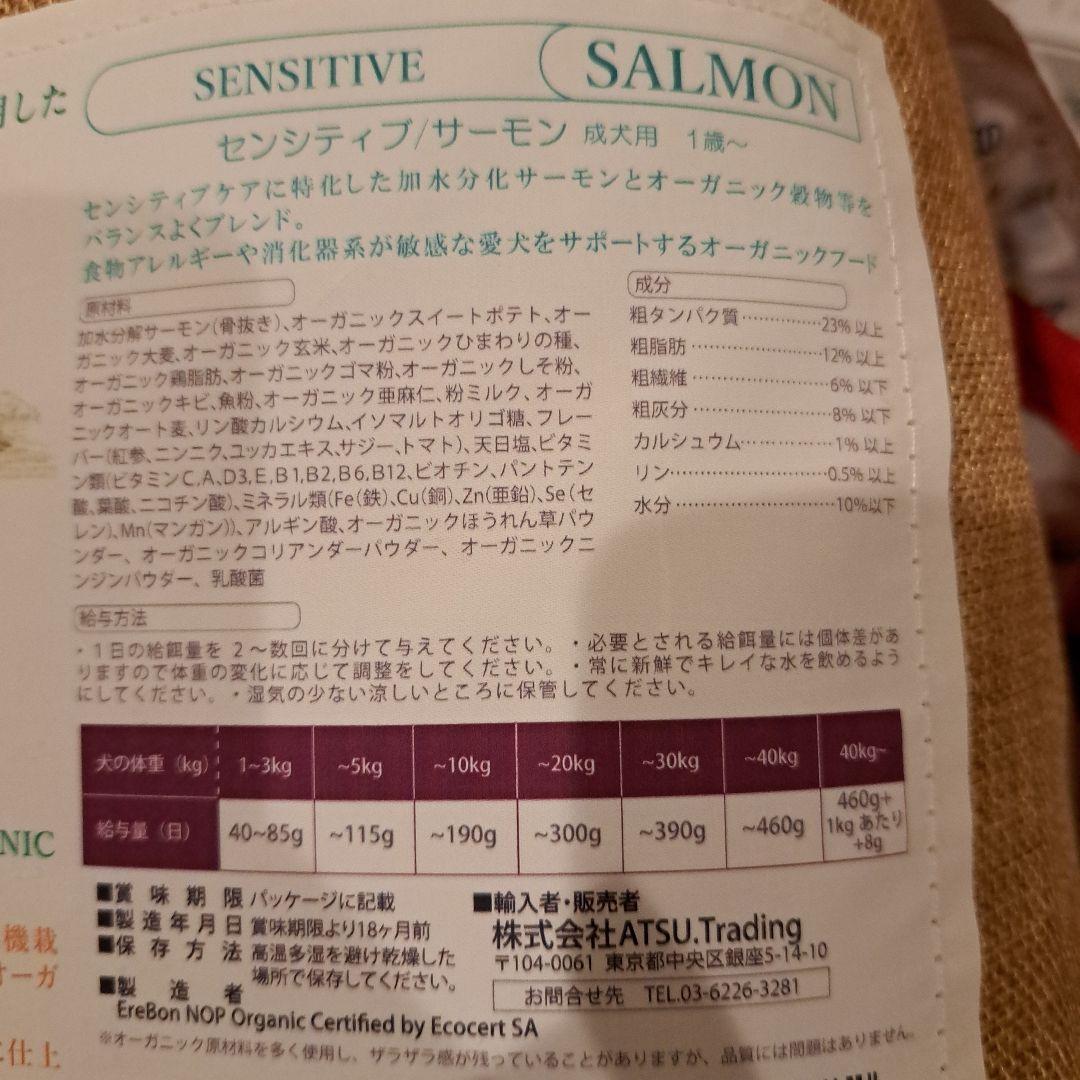 用した
SENSITIVE
SALMON
センシティブ/サーモン 成犬用 1歳～
センシティブケアに特化した加水分化サーモンとオーガニック穀物等を
バランスよくブレンド。
食物アレルギーや消化器系が敏感な愛犬をサポートするオーガニックフード
原材料
加水分解サーモン(骨抜き)、オーガニックスイートポテト、オー
ガニック大麦、オーガニック玄米、オーガニックひまわりの種、
オーガニック鶏脂肪、オーガニックゴマ粉、オーガニックしそ粉、
オーガニックキビ、魚粉、オーガニック亜麻仁、粉ミルク、オーガ
ニックオート麦、リン酸カルシウム、イソマルトオリゴ糖、フレー
バー(紅参、ニンニク、ユッカエキス、サジー、トマト)、天日塩、ビタミ
ン類(ビタミンC,A,D3,E,B1,B2,B6,B12、ビオチン、パントテン
酸、葉酸、ニコチン酸)、ミネラル類(Fe(鉄)、Cu(銅)、Zn(亜鉛)、Se(セ
レン)、Mn(マンガン))、アルギン酸、オーガニックほうれん草パウ
ンダー、オーガニックコリアンダーパウダー、オーガニックニ
ンジンパウダー、乳酸菌
成分
粗タンパク質…………23%以上
粗脂肪…………………12%以上
粗繊維…………………6%以下
粗灰分…………………8%以下
カルシュウム…………1%以上
リン……………………0.5%以上
水分……………………10%以下
給与方法
・1日の給餌量を2～数回に分けて与えてください。・必要とされる給餌量には個体差があ
りますので体重の変化に応じて調整をしてください。・常に新鮮でキレイな水を飲めるよう
にしてください。・湿気の少ない涼しいところに保管してください。
犬の体重(kg) 1~3kg ~5kg ~10kg ~20kg ~30kg ~40kg 40kg~
給与量(日) 40~85g ~115g ~190g ~300g ~390g ~460g 460g+
1kgあたり
+8g
NIC
機栽
オーガ
仕上
■賞味期限 パッケージに記載
■製造年月日 賞味期限より18ヶ月前
■保存方法 高温多湿を避け乾燥した
場所で保存してください。
■製造者
EreBon NOP Organic Certified by Ecocert SA
■輸入者・販売者
株式会社ATSU.Trading
〒104-0061 東京都中央区銀座5-14-10
お問合せ先 TEL.03-6226-3281
※オーガニック原材料を多く使用し、ザラザラ感が残っていることがありますが、品質には問題はありません。